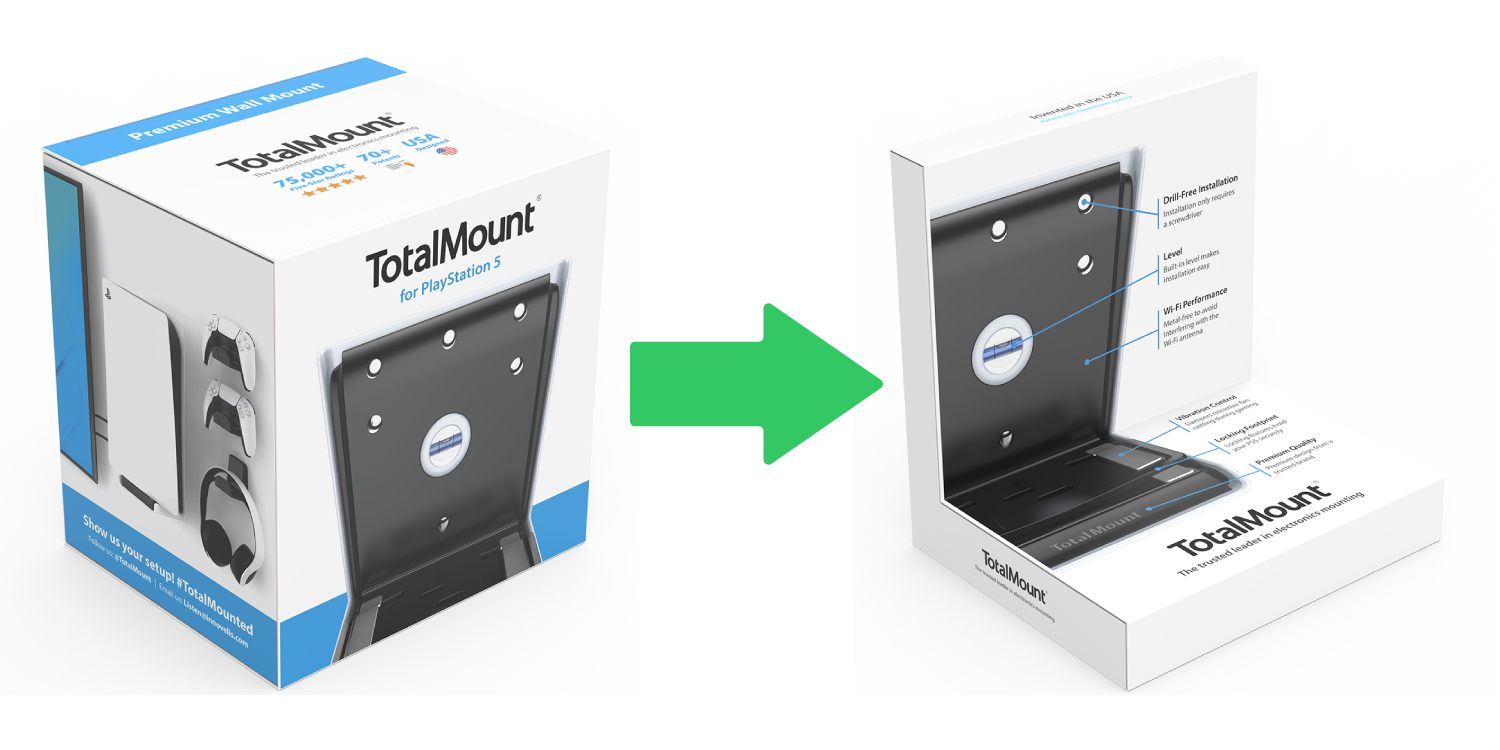 Premium Wall Mount
TotalMount®
The trusted leader in electronics mounting
75,000+
Five-Star Ratings
70+
Patents
USA
Designed
TotalMount®
for PlayStation 5
Show us your setup! #TotalMounted
Follow us: @TotalMount | Email us: Listen@innovelis.com
Invented in the USA
Drill-Free Installation
Installation only requires
a screwdriver
Level
Built-in level makes
installation easy
Wi-Fi Performance
Metal-free to avoid
interfering with the
Wi-Fi antenna
Vibration Control
Dampers minimize fan
rattling during gaming
Locking Footprint
Locking features hold
your PS5 securely
Premium Quality
Premium design from a
trusted brand
TotalMount
TotalMount®
The trusted leader in electronics mounting
TotalMount
The trusted leader in electronics mounting